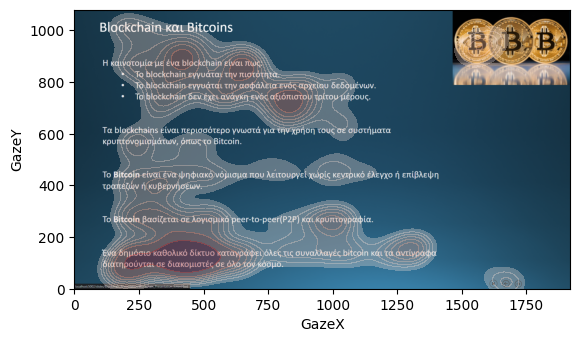 Blockchain και Bitcoins
Η καινοτομία με ένα blockchain είναι πως:
• Το blockchain εγγυάται την πιστότητα.
• Το blockchain εγγυάται την ασφάλεια ενός αρχείου δεδομένων.
• Το blockchain δεν έχει ανάγκη ενός αξιόπιστου τρίτου μέρους.
Τα blockchains είναι περισσότερο γνωστά για την χρήση τους σε συστήματα
κρυπτονομισμάτων, όπως το Bitcoin.
Το Bitcoin είναι ένα ψηφιακό νόμισμα που λειτουργεί χωρίς κεντρικό έλεγχο ή επίβλεψη
τραπεζών ή κυβερνήσεων.
Το Bitcoin βασίζεται σε λογισμικό peer-to-peer(P2P) και κρυπτογραφία.
Ένα δημόσιο καθολικό δίκτυο καταγράφει όλες τις συναλλαγές bitcoin και τα αντίγραφα
διατηρούνται σε διακομιστές σε όλο τον κόσμο.
GazeY
1000
800
600
400
200
0
0 250 500 750 1000 1250 1500 1750
GazeX